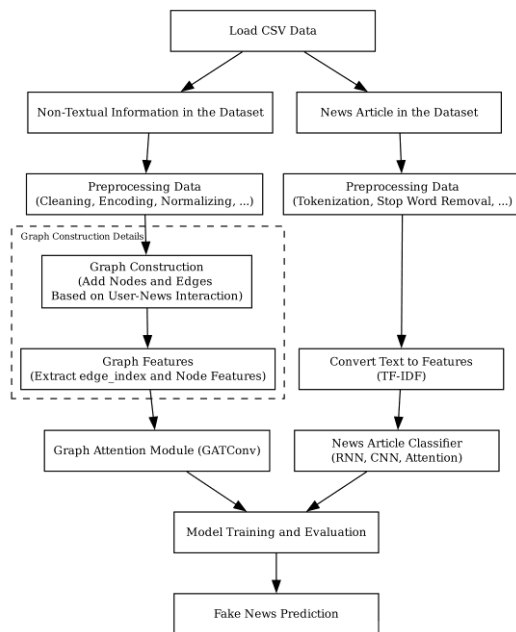 Load CSV Data
Non-Textual Information in the Dataset
News Article in the Dataset
Preprocessing Data
(Cleaning, Encoding, Normalizing, ...)
Preprocessing Data
(Tokenization, Stop Word Removal, ...)
Graph Construction Details
Graph Construction
(Add Nodes and Edges
Based on User-News Interaction)
Graph Features
(Extract edge_index and Node Features)
Convert Text to Features
(TF-IDF)
Graph Attention Module (GATConv)
News Article Classifier
(RNN, CNN, Attention)
Model Training and Evaluation
Fake News Prediction